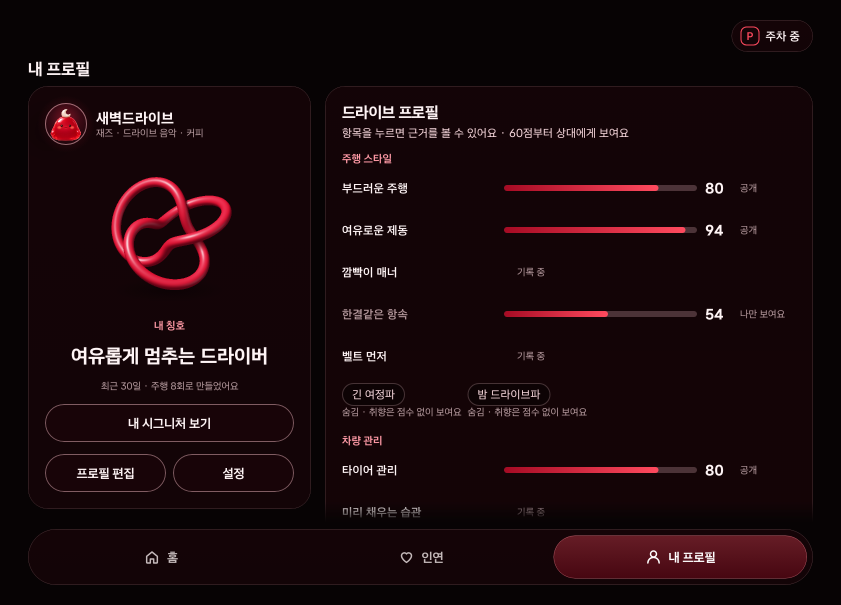 P 주차 중
내 프로필
새벽드라이브
재즈 · 드라이브 음악 · 커피
내 칭호
여유롭게 멈추는 드라이버
최근 30일 · 주행 8회로 만들었어요
내 시그니처 보기
프로필 편집
설정
드라이브 프로필
항목을 누르면 근거를 볼 수 있어요 · 60점부터 상대에게 보여요
주행 스타일
부드러운 주행 80 공개
여유로운 제동 94 공개
깜빡이 매너 기록 중
한결같은 항속 54 나만 보여요
벨트 먼저 기록 중
긴 여정파 밤 드라이브파
숨김 · 취향은 점수 없이 보여요 숨김 · 취향은 점수 없이 보여요
차량 관리
타이어 관리 80 공개
미리 채우는 습관 기록 중
홈 인연 내 프로필